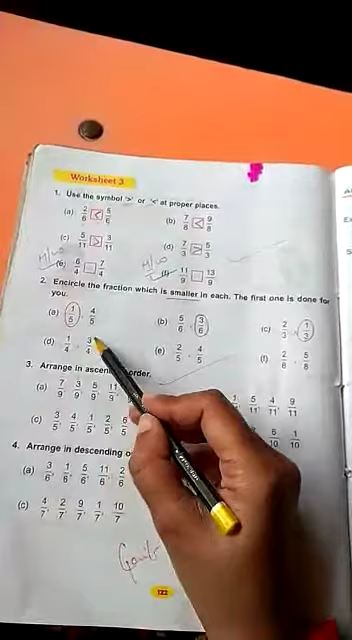 Worksheet 3
1. Use the symbol '>' or '<' at proper places.
(a) 2/6 < 5/6 (b) 7/8 < 9/8
(c) 5/11 > 3/11 (d) 7/3 > 5/3
H/W H/W
(e) 6/4 □ 7/4 (f) 11/9 □ 13/9
2. Encircle the fraction which is smaller in each. The first one is done for
you.
(a) 1/5, 4/5 (b) 5/6, 3/6 (c) 2/3, 1/3
(d) 1/4, 3/4 (e) 2/5, 4/5 (f) 2/8, 5/8
3. Arrange in ascending order.
(a) 7/9, 3/9, 5/9, 11/9 1/11, 5/11, 4/11, 9/11
(c) 3/5, 4/5, 1/5, 2/5, 6/5 1/10
4. Arrange in descending o
(a) 3/6, 1/6, 5/6, 11/6, 2/6
(c) 4/7, 2/7, 9/7, 1/7, 10/7
122